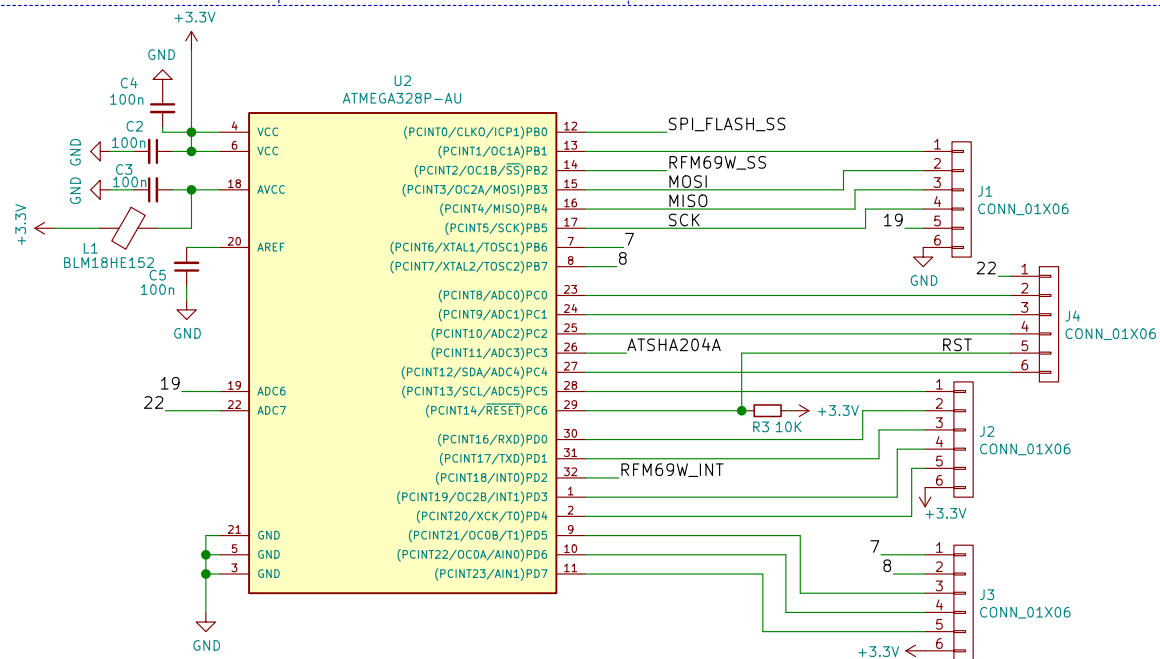 +3.3V
GND
C4
100n
C2
100n
GND
C3
100n
GND
+3.3V
L1
BLM18HE152
C5
100n
GND
19
22
GND
U2
ATMEGA328P-AU
4 VCC
6 VCC
18 AVCC
20 AREF
19 ADC6
22 ADC7
21 GND
5 GND
3 GND
(PCINT0/CLKO/ICP1)PB0 12 SPI_FLASH_SS
(PCINT1/OC1A)PB1 13
(PCINT2/OC1B/SS)PB2 14 RFM69W_SS
(PCINT3/OC2A/MOSI)PB3 15 MOSI
(PCINT4/MISO)PB4 16 MISO
(PCINT5/SCK)PB5 17 SCK
(PCINT6/XTAL1/TOSC1)PB6 7 7
(PCINT7/XTAL2/TOSC2)PB7 8 8
(PCINT8/ADC0)PC0 23
(PCINT9/ADC1)PC1 24
(PCINT10/ADC2)PC2 25
(PCINT11/ADC3)PC3 26 ATSHA204A
(PCINT12/SDA/ADC4)PC4 27
(PCINT13/SCL/ADC5)PC5 28
(PCINT14/RESET)PC6 29
(PCINT16/RXD)PD0 30
(PCINT17/TXD)PD1 31
(PCINT18/INT0)PD2 32 RFM69W_INT
(PCINT19/OC2B/INT1)PD3 1
(PCINT20/XCK/T0)PD4 2
(PCINT21/OC0B/T1)PD5 9
(PCINT22/OC0A/AIN0)PD6 10
(PCINT23/AIN1)PD7 11
1
2
3
4
19 5
6
GND
J1
CONN_01X06
22 1
2
3
4
RST 5
6
J4
CONN_01X06
R3 10K
+3.3V
1
2
3
4
5
6
+3.3V
J2
CONN_01X06
7 1
8 2
3
4
5
+3.3V 6
J3
CONN_01X06